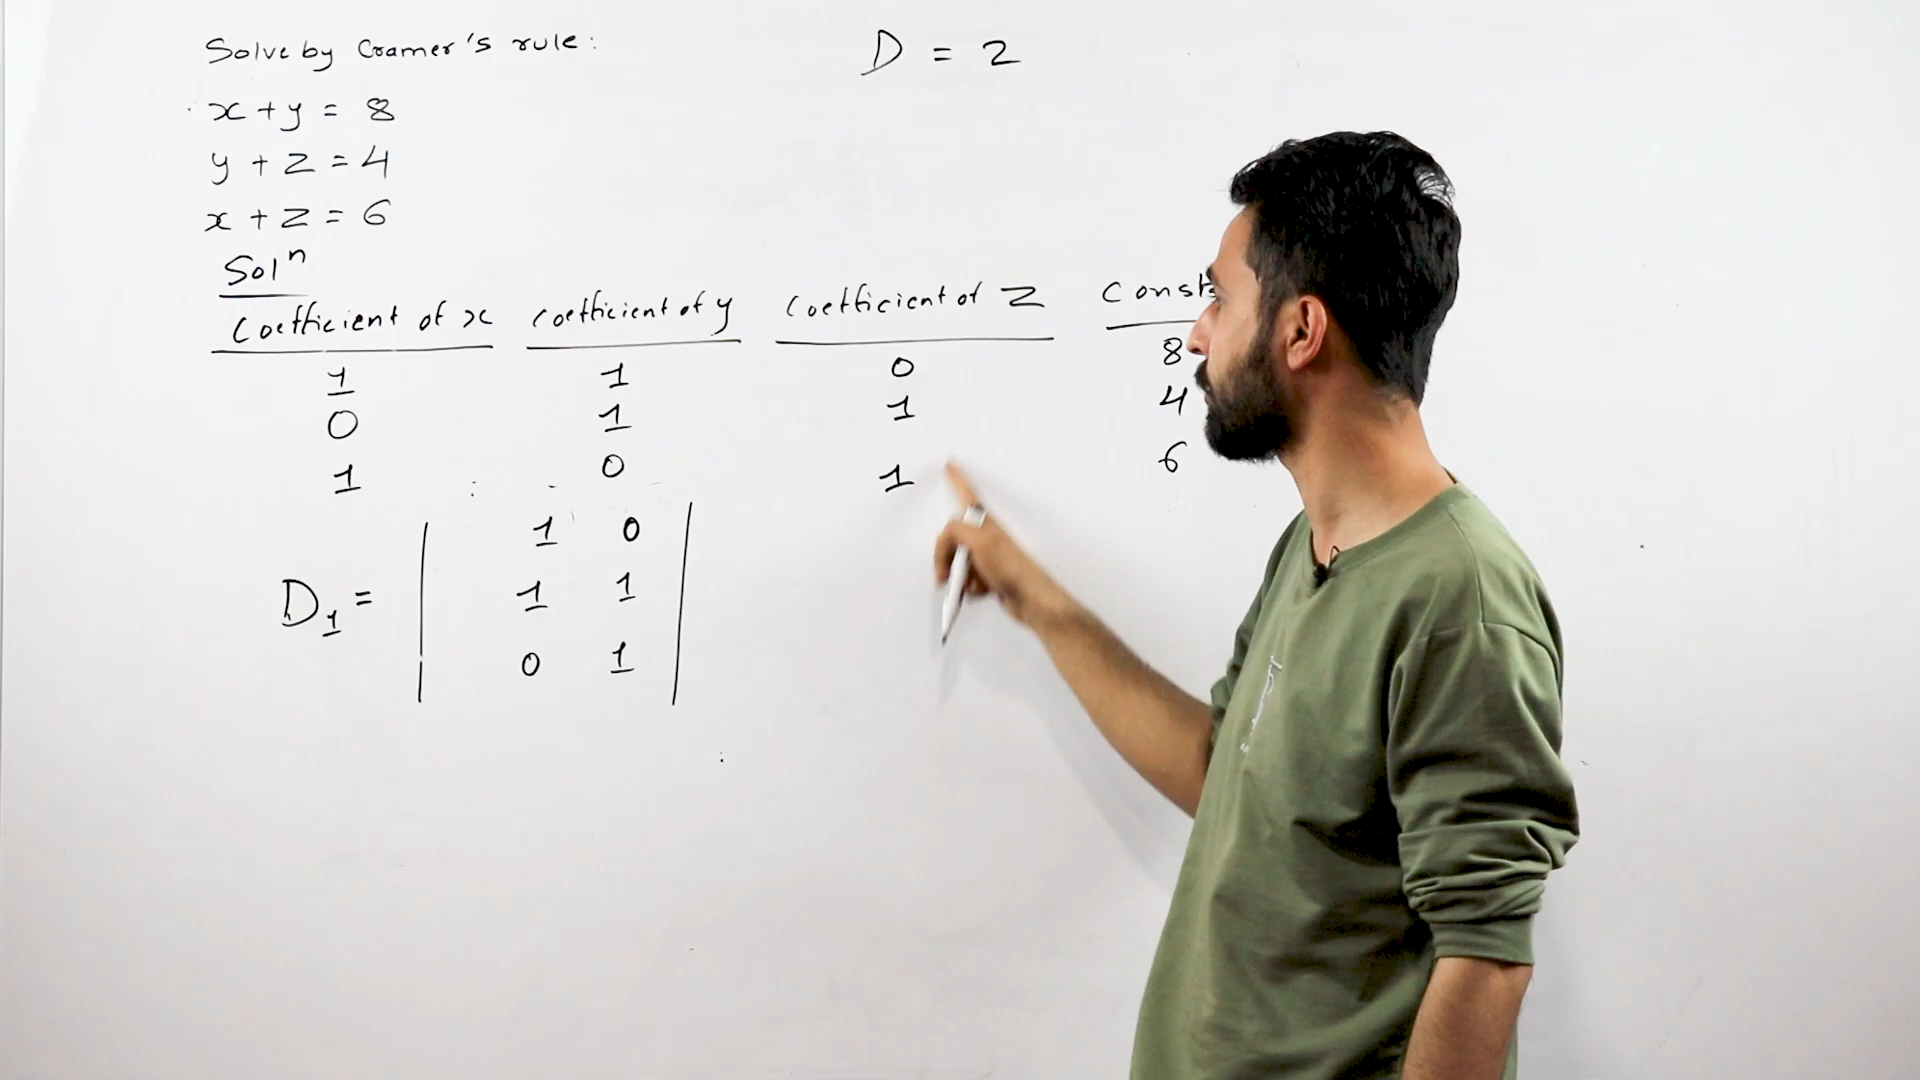 Solve by Cramer's rule:
D = 2
x + y = 8
y + z = 4
x + z = 6
Solⁿ
Coefficient of x coefficient of y Coefficient of z
1 1 0 8
0 1 1 4
1 0 1 6
D₁ =
1 0
1 1
0 1